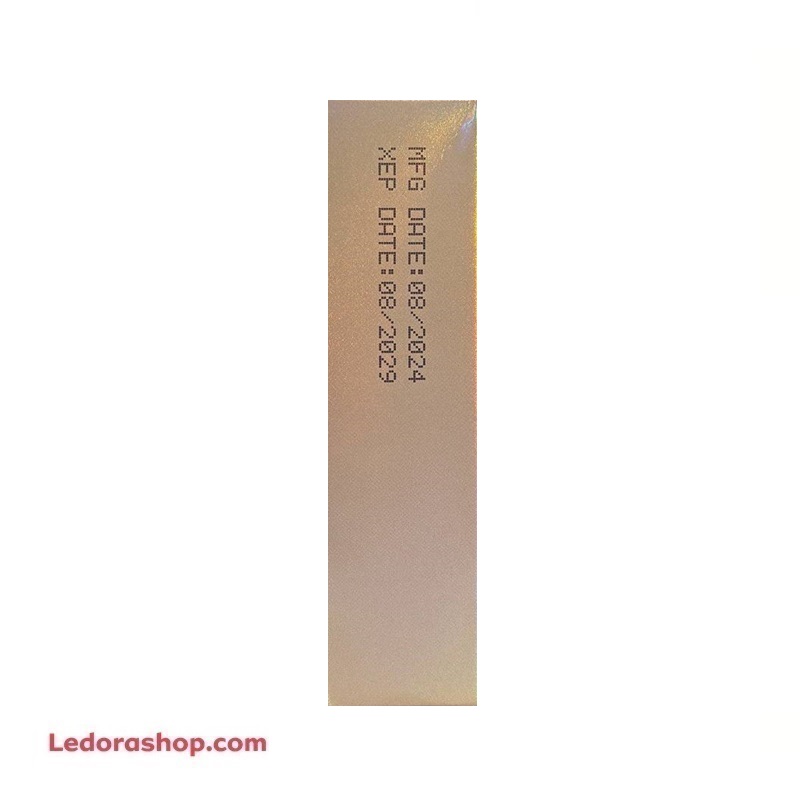 MFG DATE:08/2024
XEP DATE:08/2029
Ledorashop.com